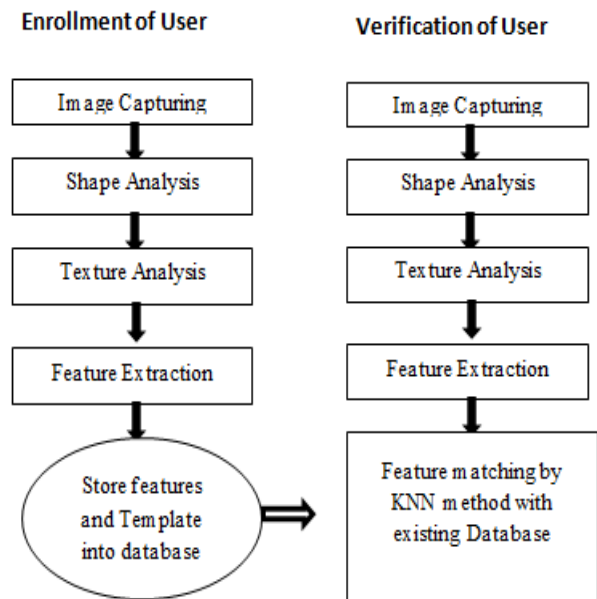 Enrollment of User
Image Capturing
Shape Analysis
Texture Analysis
Feature Extraction
Store features
and Template
into database
Verification of User
Image Capturing
Shape Analysis
Texture Analysis
Feature Extraction
Feature matching by
KNN method with
existing Database